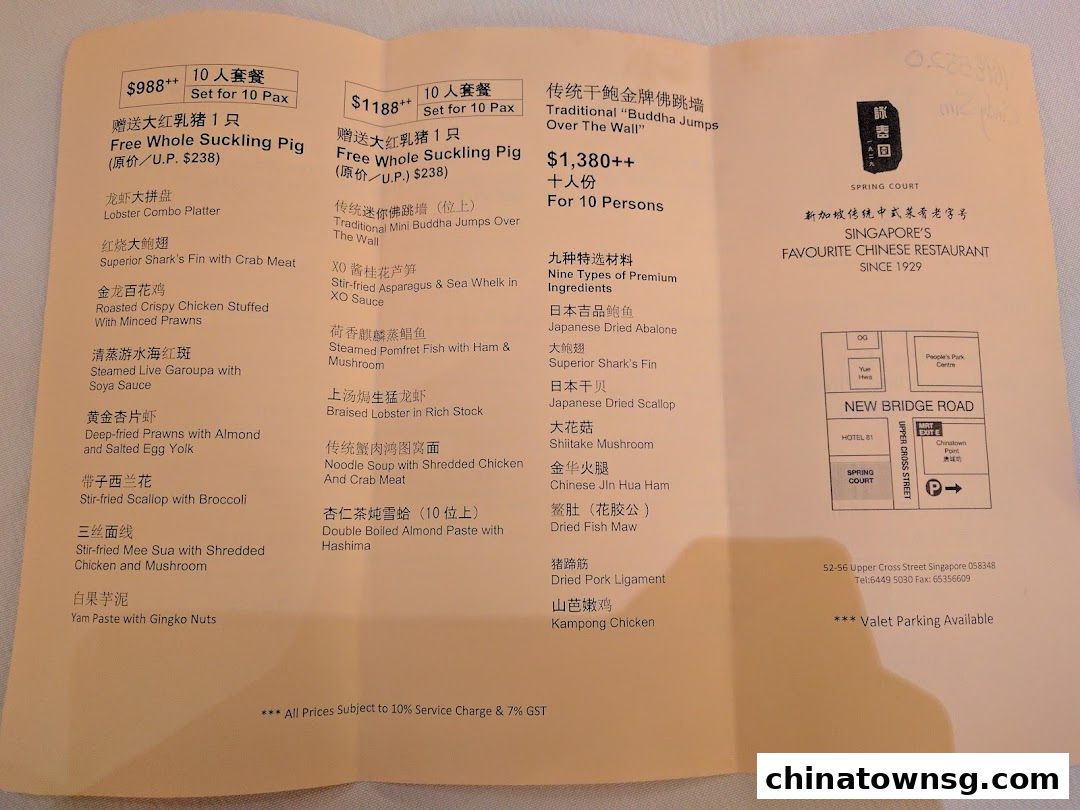 $988++
10 人套餐
Set for 10 Pax
赠送大红乳猪 1 只
Free Whole Suckling Pig
(原价／U.P. $238)
龙虾大拼盘
Lobster Combo Platter
红烧大鲍翅
Superior Shark's Fin with Crab Meat
金龙百花鸡
Roasted Crispy Chicken Stuffed
With Minced Prawns
清蒸游水海红斑
Steamed Live Garoupa with
Soya Sauce
黄金杏片虾
Deep-fried Prawns with Almond
and Salted Egg Yolk
带子西兰花
Stir-fried Scallop with Broccoli
三丝面线
Stir-fried Mee Sua with Shredded
Chicken and Mushroom
白果芋泥
Yam Paste with Gingko Nuts
$1188++
10 人套餐
Set for 10 Pax
赠送大红乳猪 1 只
Free Whole Suckling Pig
(原价／U.P.) $238)
传统迷你佛跳墙（位上）
Traditional Mini Buddha Jumps Over
The Wall
XO 酱桂花芦笋
Stir-fried Asparagus & Sea Whelk in
XO Sauce
荷香麒麟蒸鲳鱼
Steamed Pomfret Fish with Ham &
Mushroom
上汤焗生猛龙虾
Braised Lobster in Rich Stock
传统蟹肉鸿图窝面
Noodle Soup with Shredded Chicken
And Crab Meat
杏仁茶炖雪蛤（10 位上）
Double Boiled Almond Paste with
Hashima
传统干鲍金牌佛跳墙
Traditional "Buddha Jumps
Over The Wall"
$1,380++
十人份
For 10 Persons
九种特选材料
Nine Types of Premium
Ingredients
日本吉品鲍鱼
Japanese Dried Abalone
大鲍翅
Superior Shark's Fin
日本干贝
Japanese Dried Scallop
大花菇
Shiitake Mushroom
金华火腿
Chinese JIn Hua Ham
鳘肚（花胶公）
Dried Fish Maw
猪蹄筋
Dried Pork Ligament
山芭嫩鸡
Kampong Chicken
*** All Prices Subject to 10% Service Charge & 7% GST
詠春園
一九二九
SPRING COURT
新加坡传统中式菜肴老字号
SINGAPORE'S
FAVOURITE CHINESE RESTAURANT
SINCE 1929
OG
Yue
Hwa
People's Park
Centre
NEW BRIDGE ROAD
HOTEL 81
SPRING
COURT
UPPER CROSS STREET
MRT
EXIT E
Chinatown
Point
唐城坊
P
52-56 Upper Cross Street Singapore 058348
Tel:6449 5030 Fax: 65356609
*** Valet Parking Available
chinatownsg.com